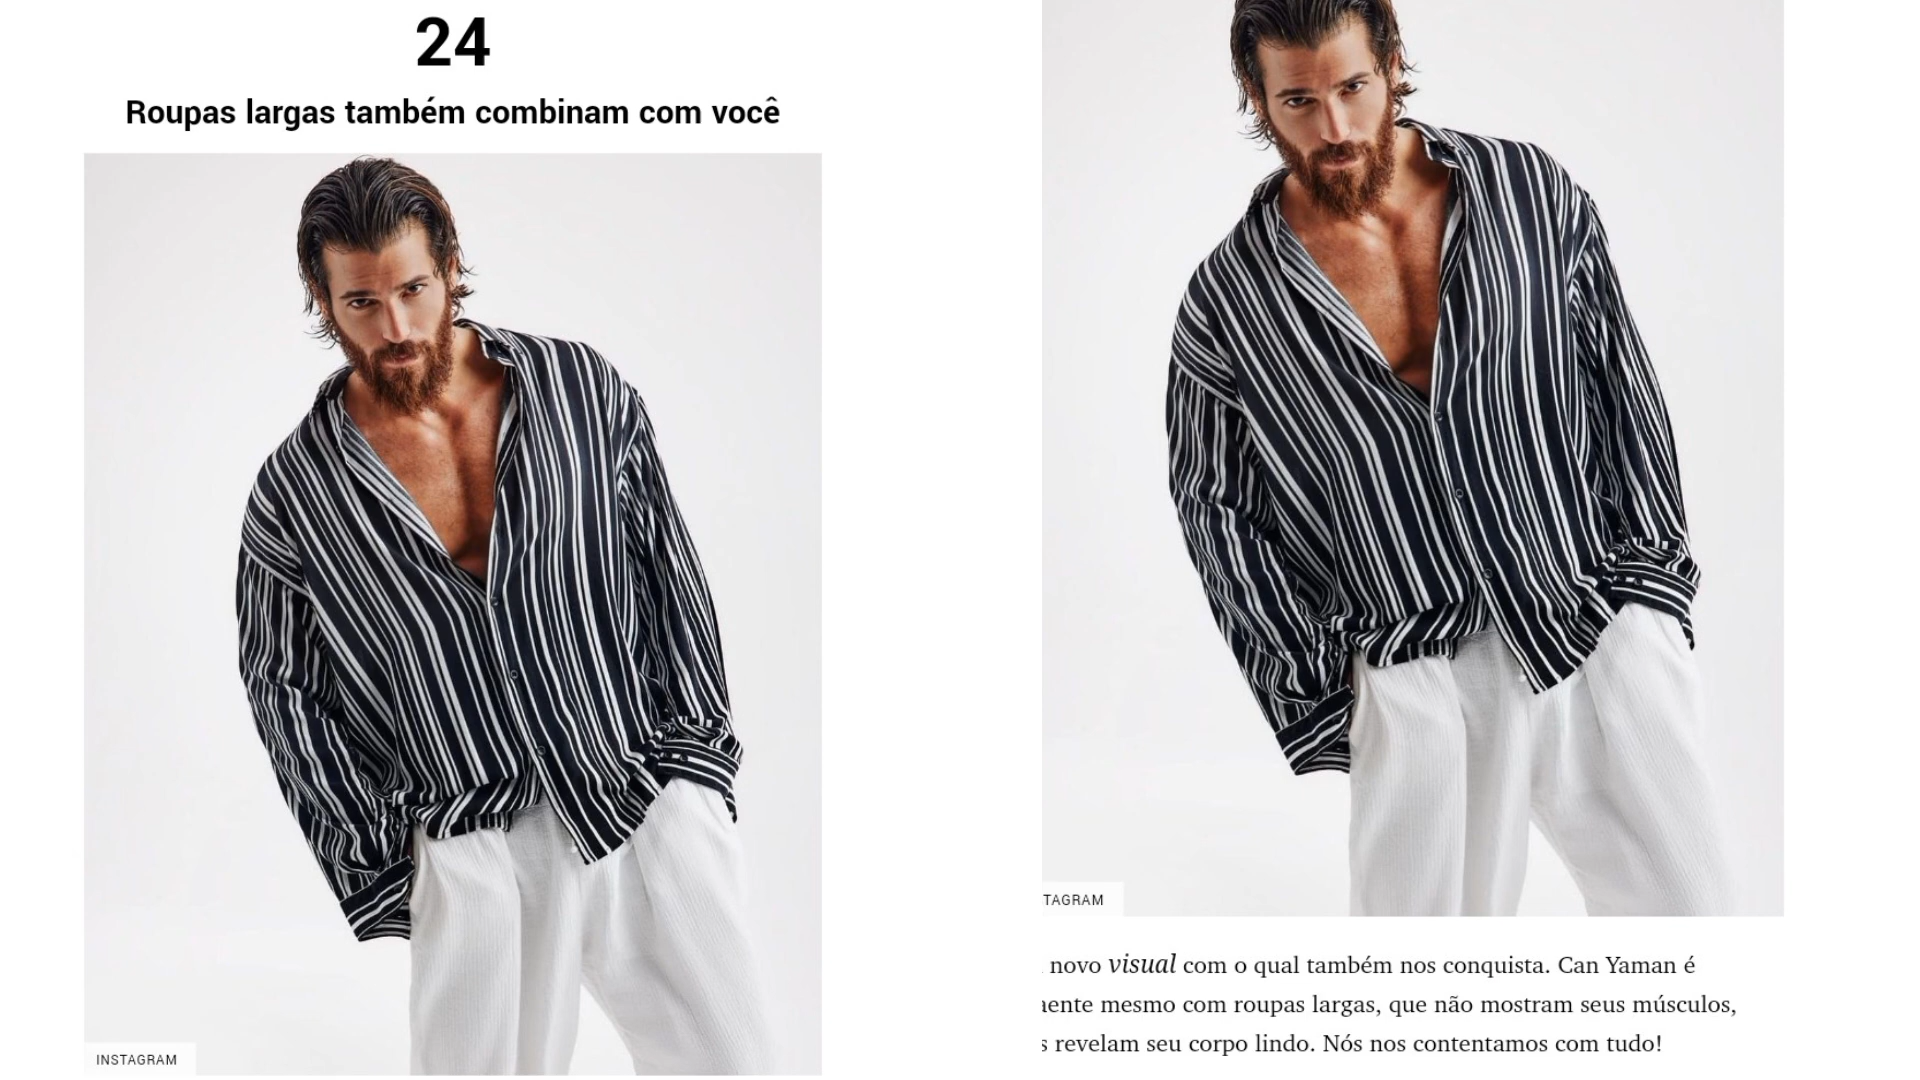 24
Roupas largas também combinam com você
INSTAGRAM
TAGRAM
novo visual com o qual também nos conquista. Can Yaman é
mesmo com roupas largas, que não mostram seus músculos,
revelam seu corpo lindo. Nós nos contentamos com tudo!